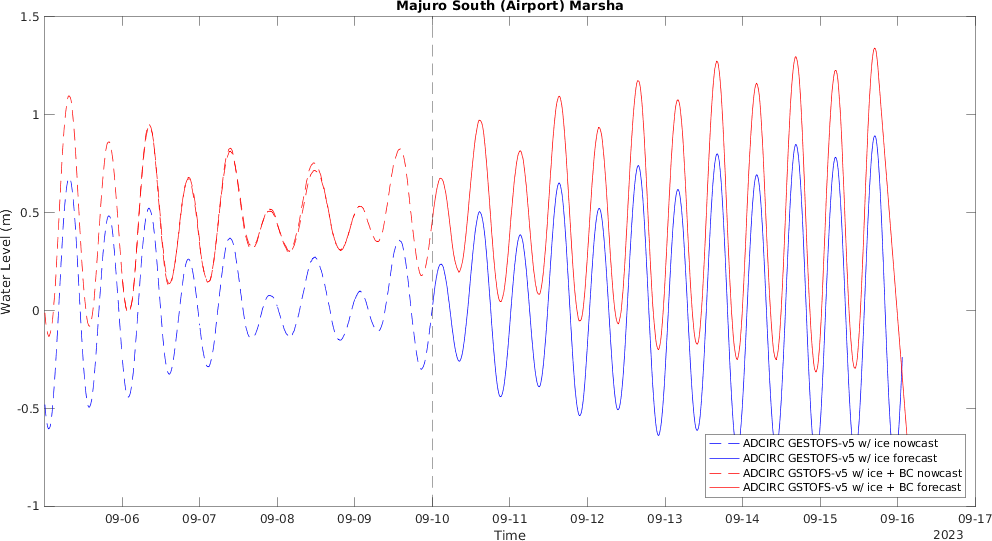 Majuro South (Airport) Marsha
Water Level (m)
1.5
1
0.5
0
-0.5
-1
09-06
09-07
09-08
09-09
09-10
09-11
09-12
09-13
09-14
09-15
09-16
09-17
Time
2023
ADCIRC GESTOFS-v5 w/ ice nowcast
ADCIRC GESTOFS-v5 w/ ice forecast
ADCIRC GSTOFS-v5 w/ ice + BC nowcast
ADCIRC GSTOFS-v5 w/ ice + BC forecast